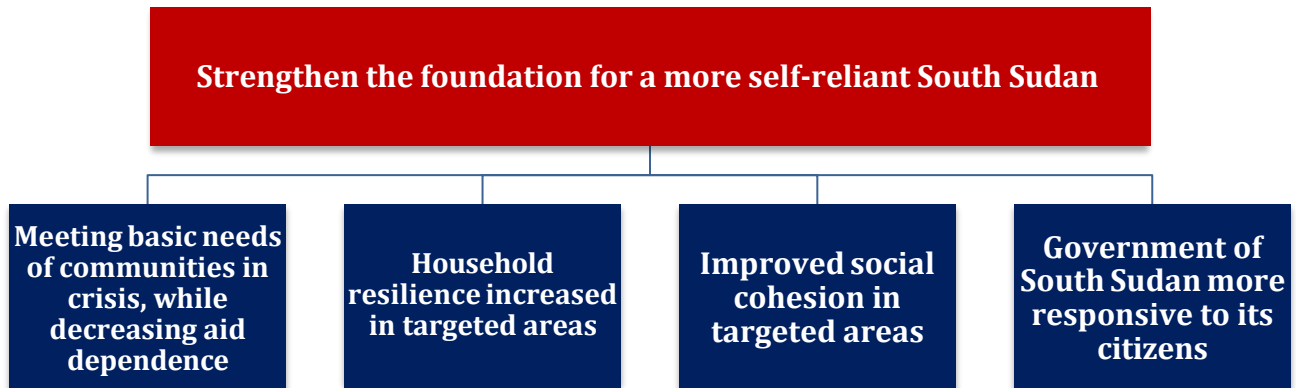 Strengthen the foundation for a more self-reliant South Sudan
Meeting basic needs
of communities in
crisis, while
decreasing aid
dependence
Household
resilience increased
in targeted areas
Improved social
cohesion in
targeted areas
Government of
South Sudan more
responsive to its
citizens